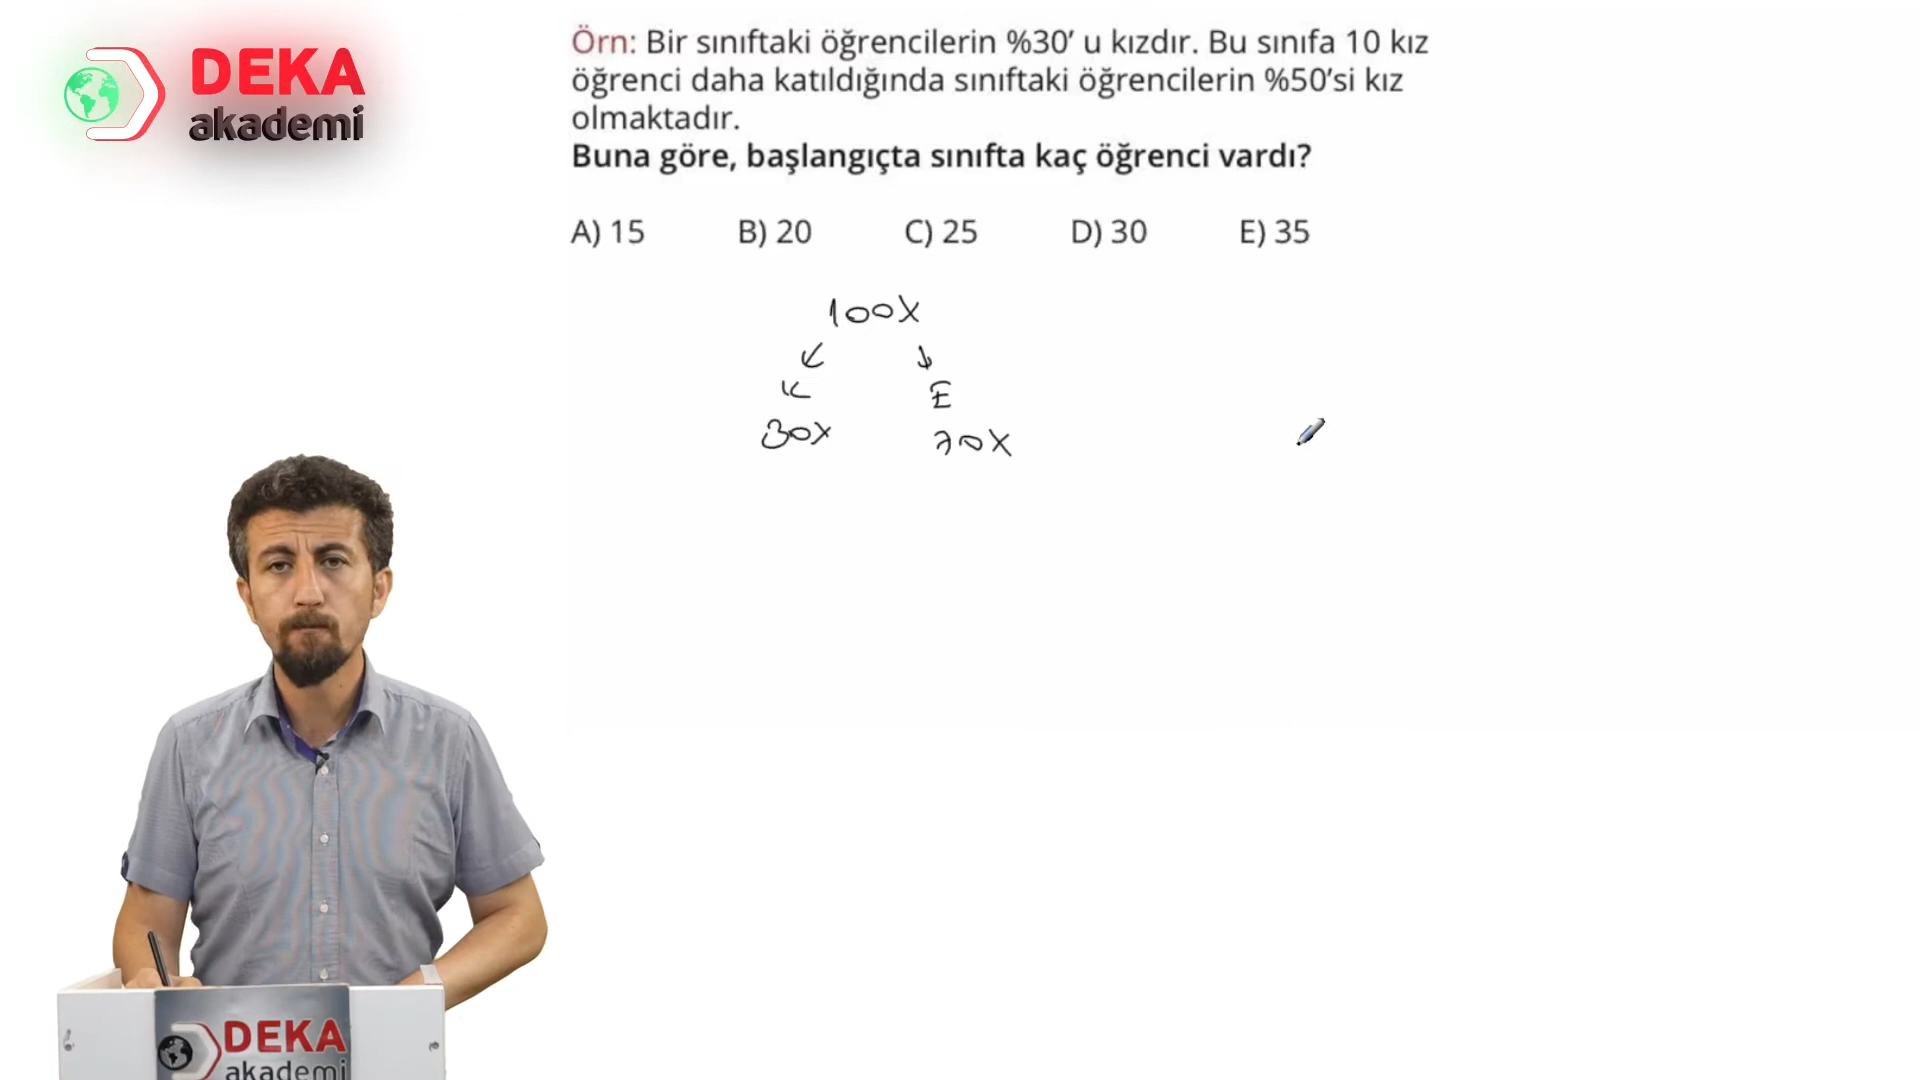 DEKA
akademi
Örn: Bir sınıftaki öğrencilerin %30’ u kızdır. Bu sınıfa 10 kız
öğrenci daha katıldığında sınıftaki öğrencilerin %50’si kız
olmaktadır.
Buna göre, başlangıçta sınıfta kaç öğrenci vardı?
A) 15 B) 20 C) 25 D) 30 E) 35
100X
K E
30X 70X
DEKA
akademi